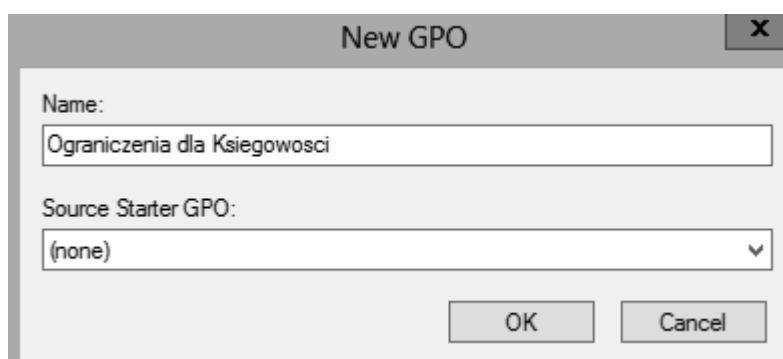 New GPO
x
Name:
Ograniczenia dla Ksiegowosci
Source Starter GPO:
(none)
OK Cancel